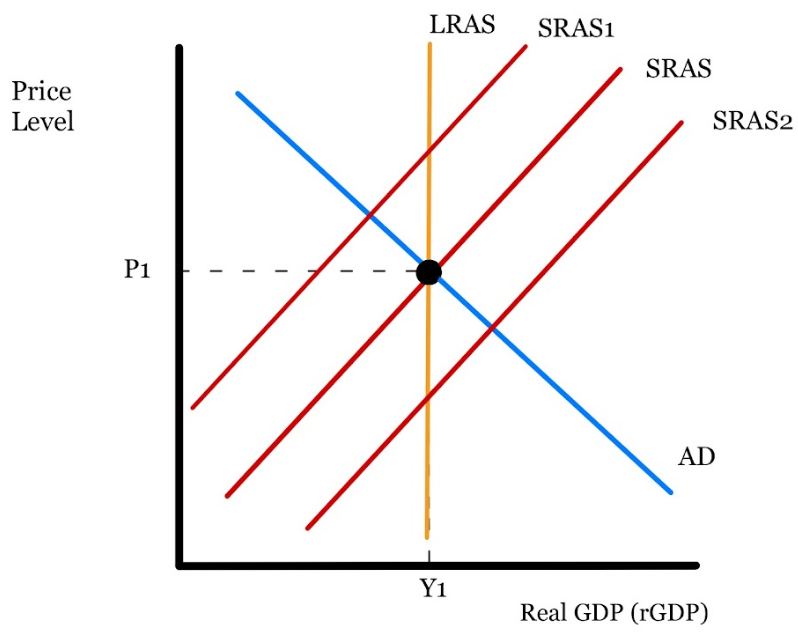 LRAS
SRAS1
SRAS
SRAS2
Price
Level
P1
AD
Y1
Real GDP (rGDP)